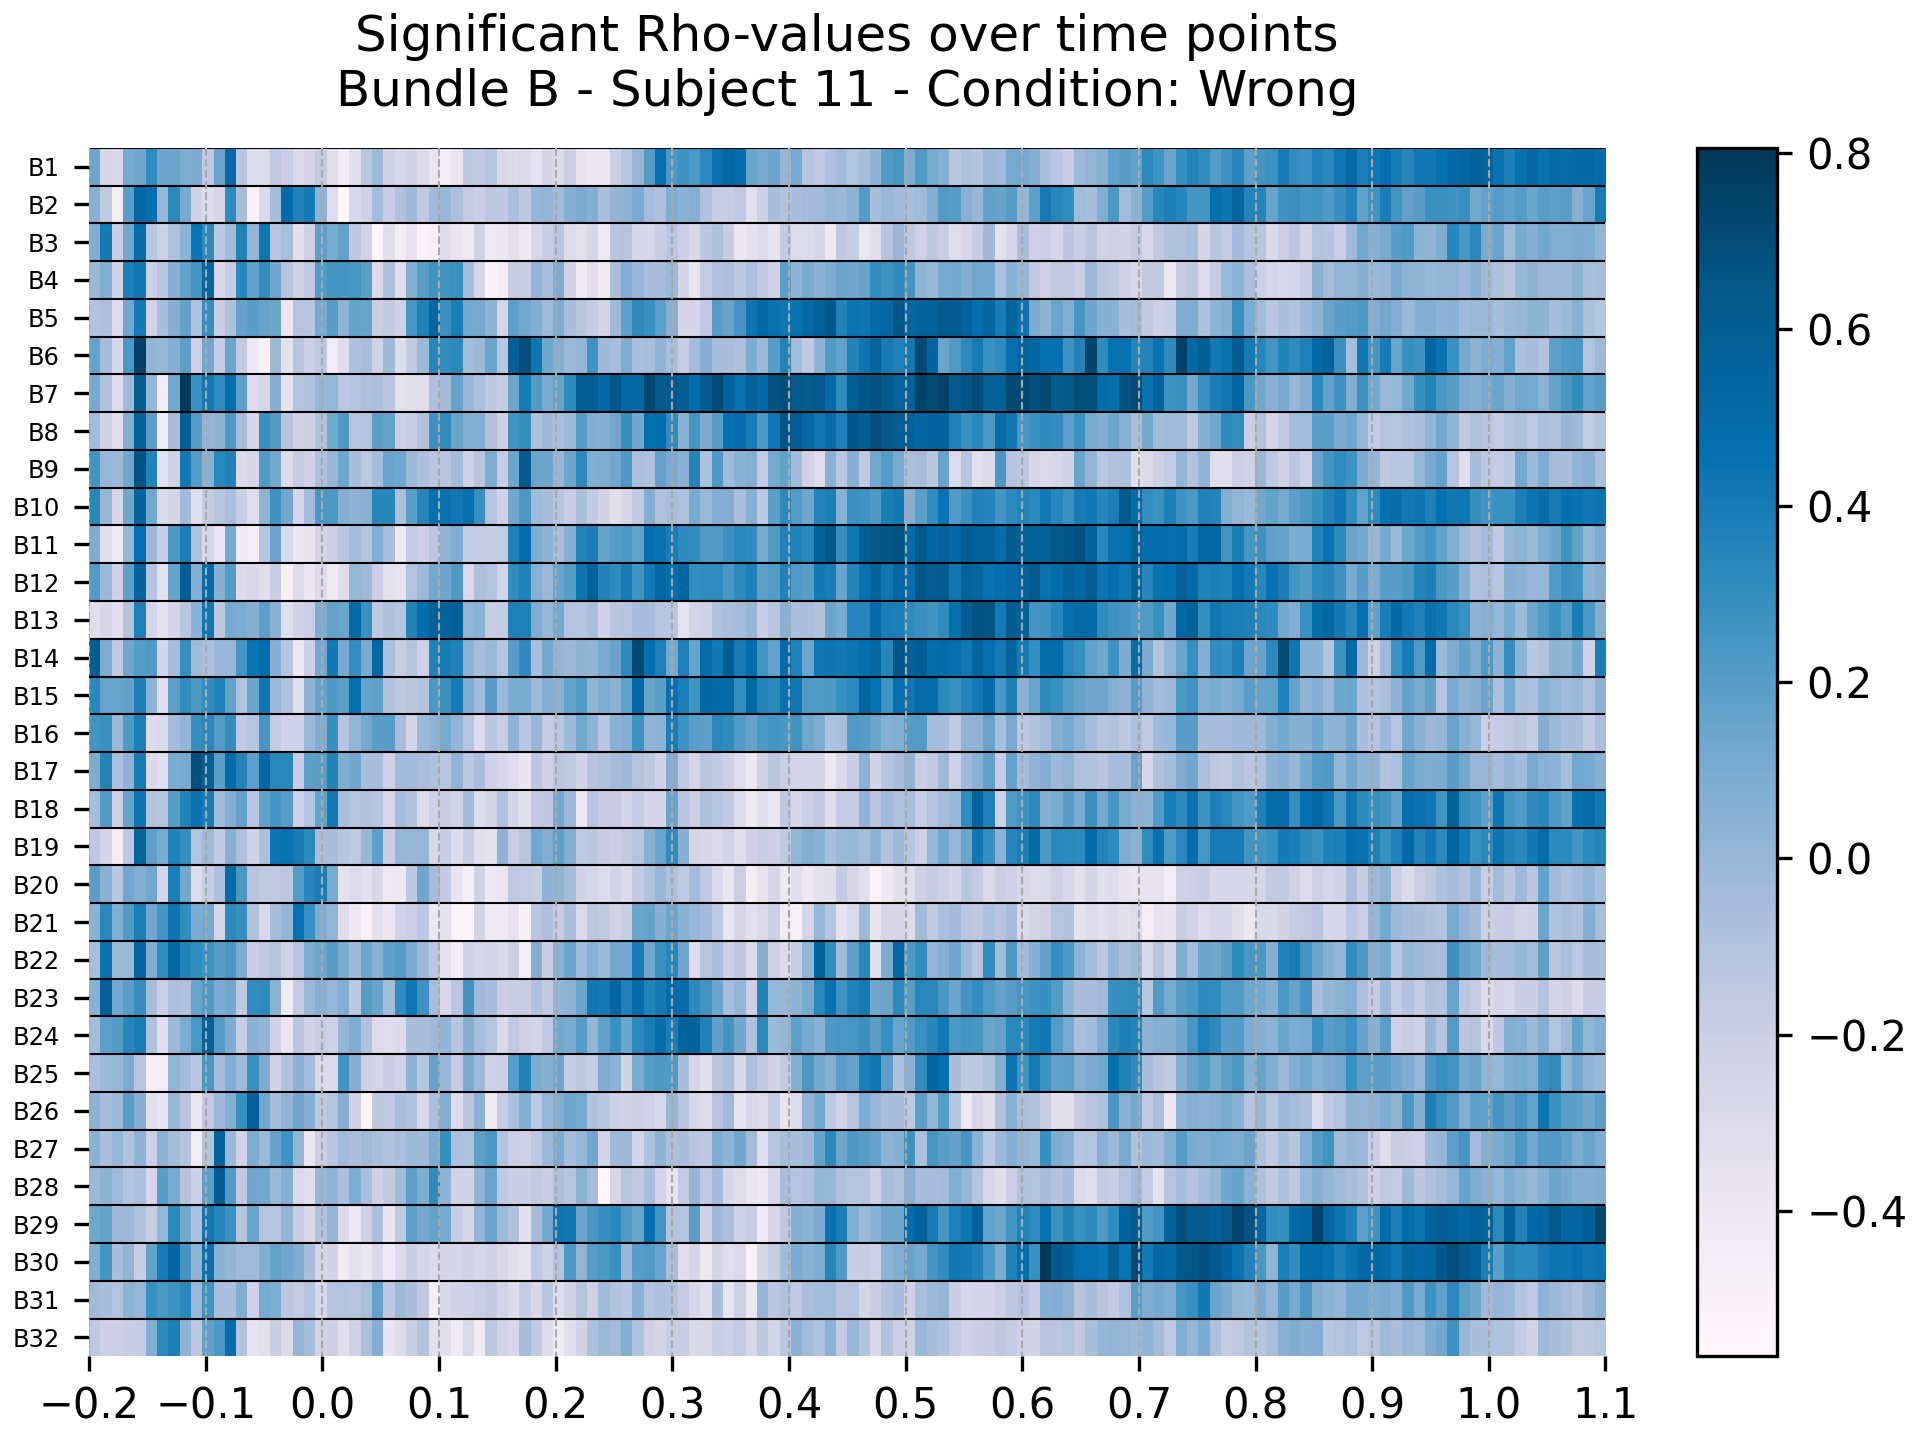 Significant Rho-values over time points
Bundle B - Subject 11 - Condition: Wrong
B1
B2
B3
B4
B5
B6
B7
B8
B9
B10
B11
B12
B13
B14
B15
B16
B17
B18
B19
B20
B21
B22
B23
B24
B25
B26
B27
B28
B29
B30
B31
B32
−0.2 −0.1 0.0 0.1 0.2 0.3 0.4 0.5 0.6 0.7 0.8 0.9 1.0 1.1
0.8
0.6
0.4
0.2
0.0
−0.2
−0.4